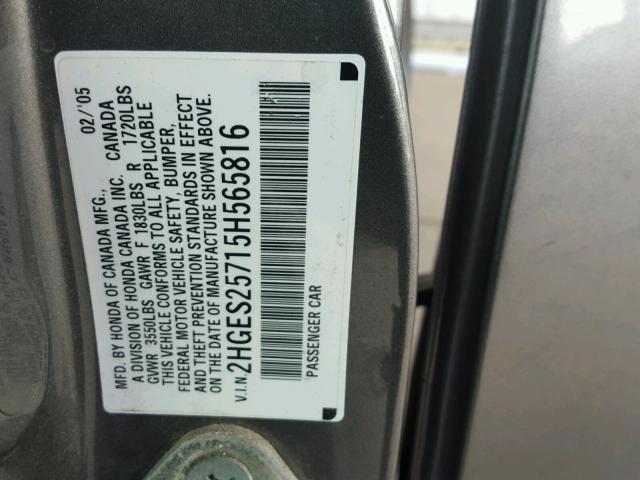 MFD. BY HONDA OF CANADA MFG., 02/'05
A DIVISION OF HONDA CANADA INC. CANADA
GVWR 3550LBS GAWR F 1830LBS R 1720LBS
THIS VEHICLE CONFORMS TO ALL APPLICABLE
FEDERAL MOTOR VEHICLE SAFETY, BUMPER,
AND THEFT PREVENTION STANDARDS IN EFFECT
ON THE DATE OF MANUFACTURE SHOWN ABOVE.
V.I.N. 2HGES25715H565816
PASSENGER CAR